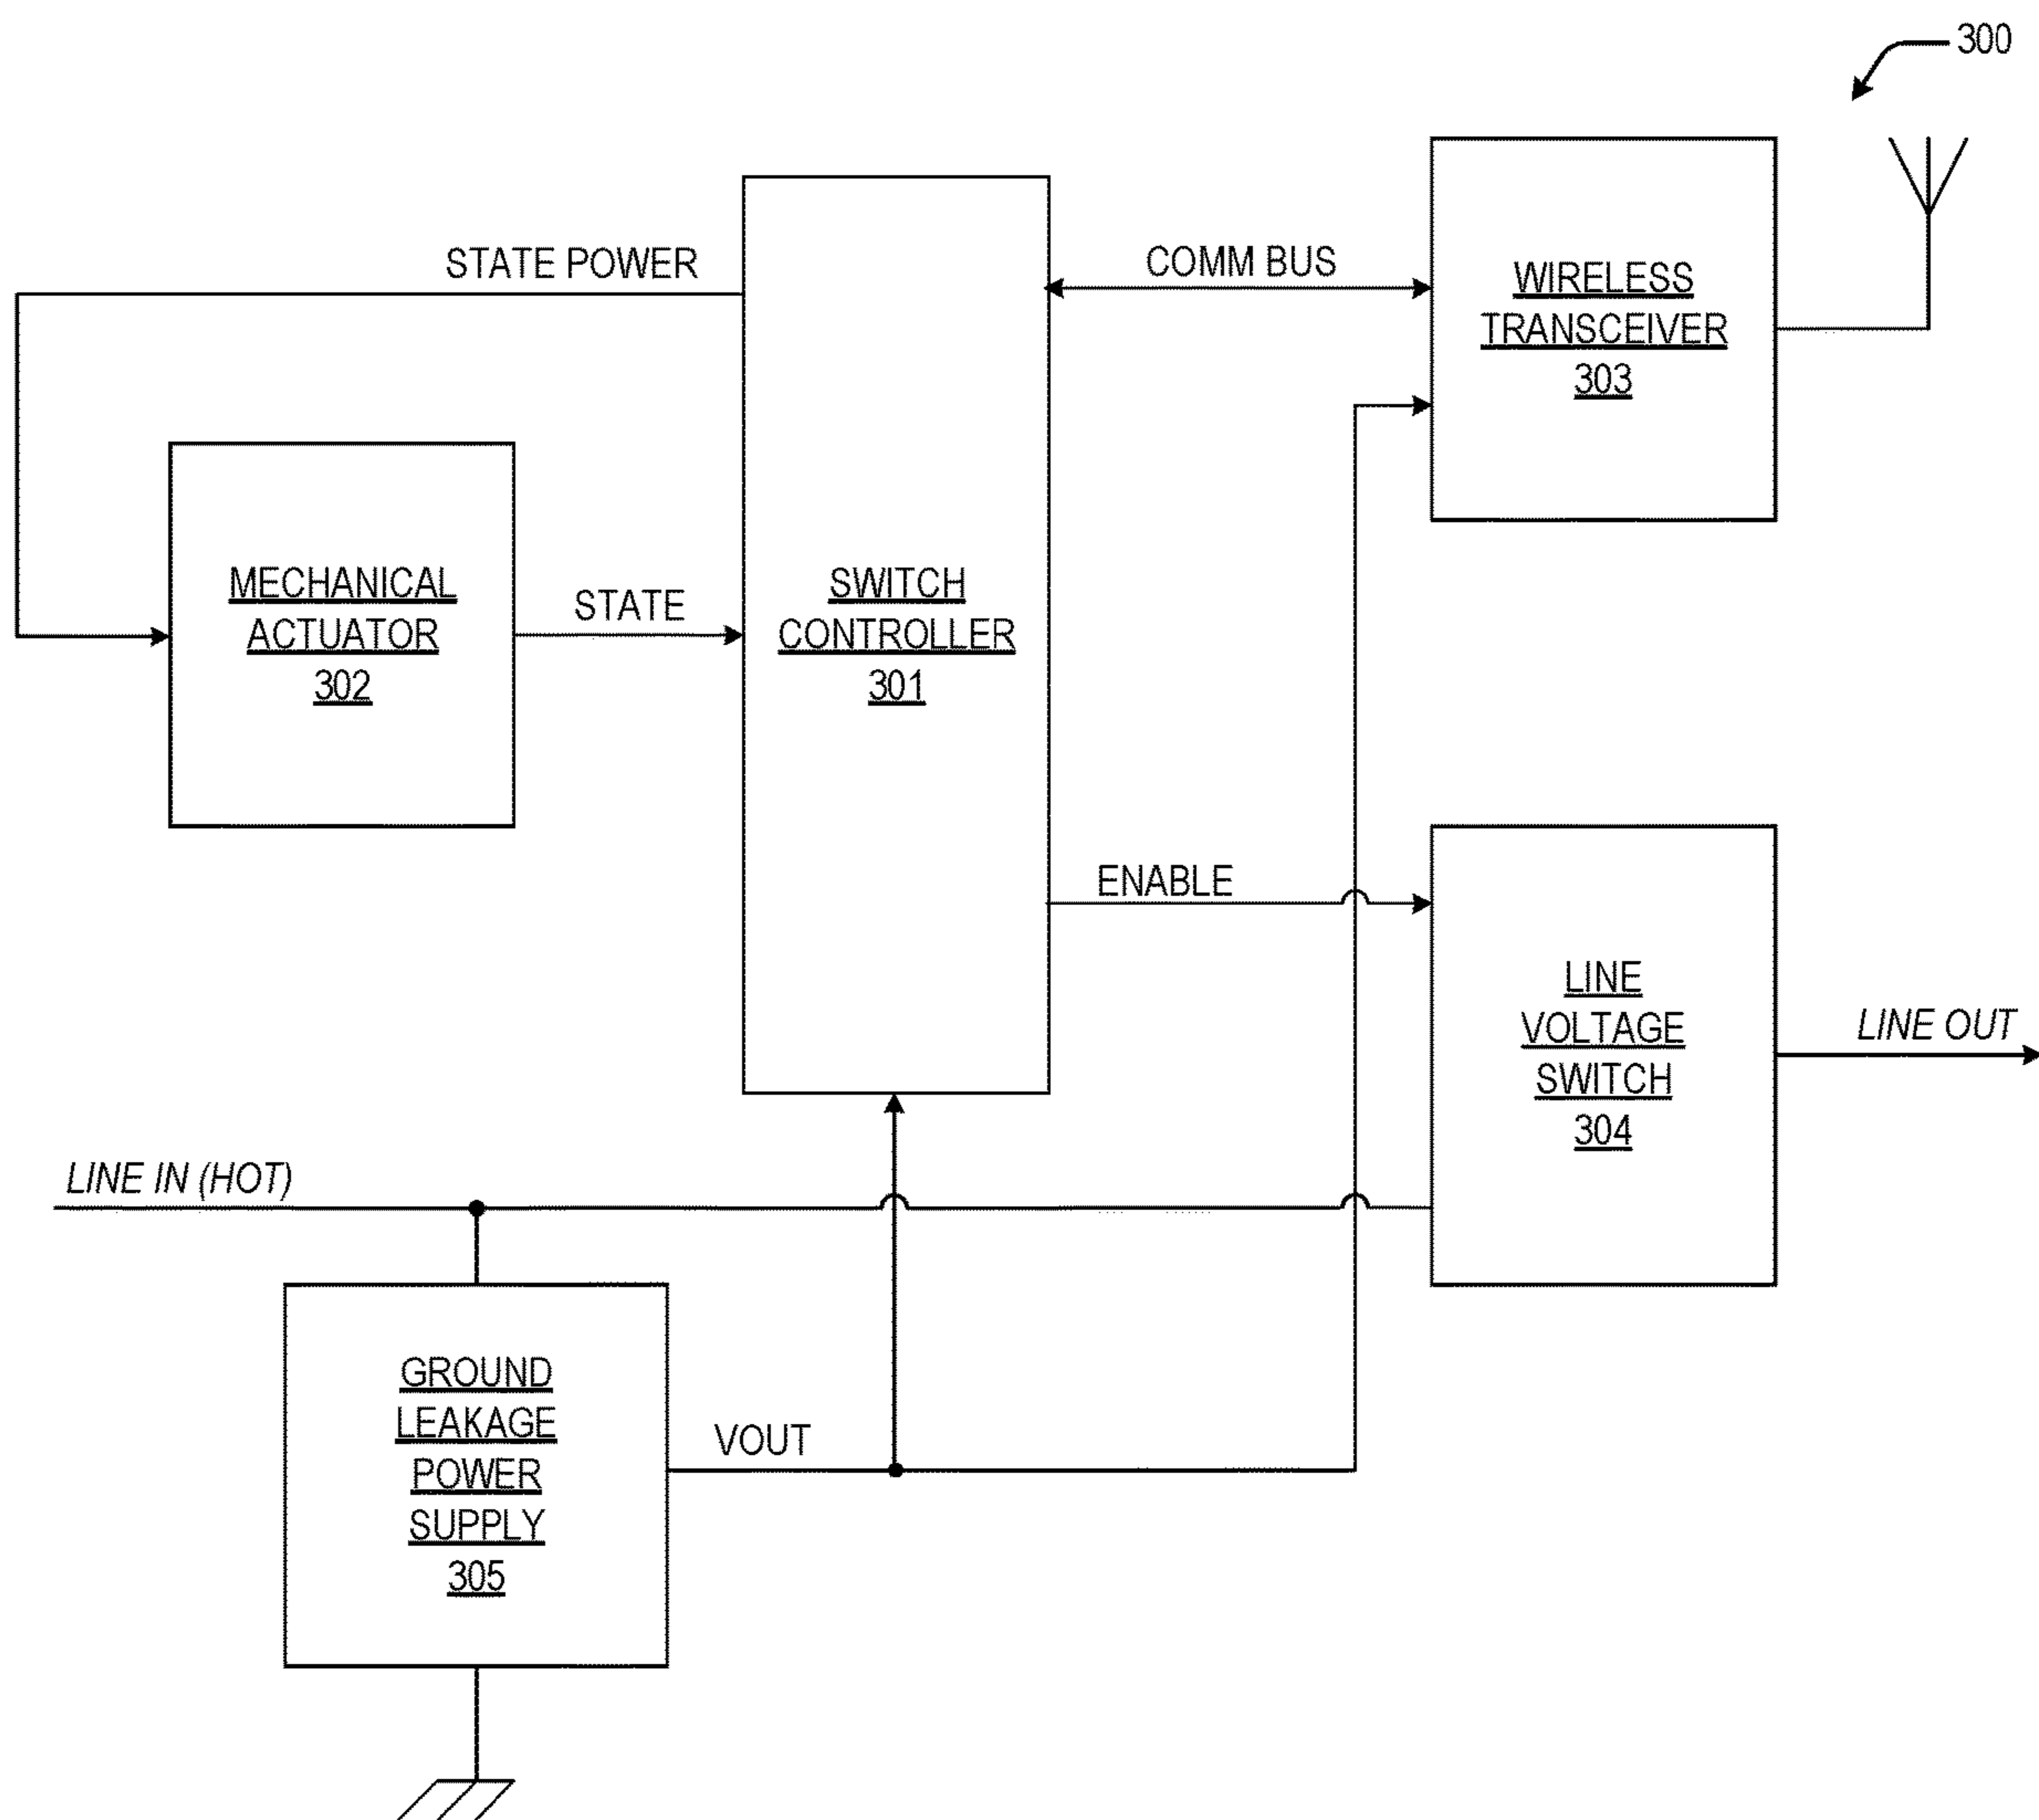 300
STATE POWER
COMM BUS
WIRELESS
TRANSCEIVER
303
MECHANICAL
ACTUATOR
302
STATE
SWITCH
CONTROLLER
301
ENABLE
LINE
VOLTAGE
SWITCH
304
LINE OUT
LINE IN (HOT)
GROUND
LEAKAGE
POWER
SUPPLY
305
VOUT